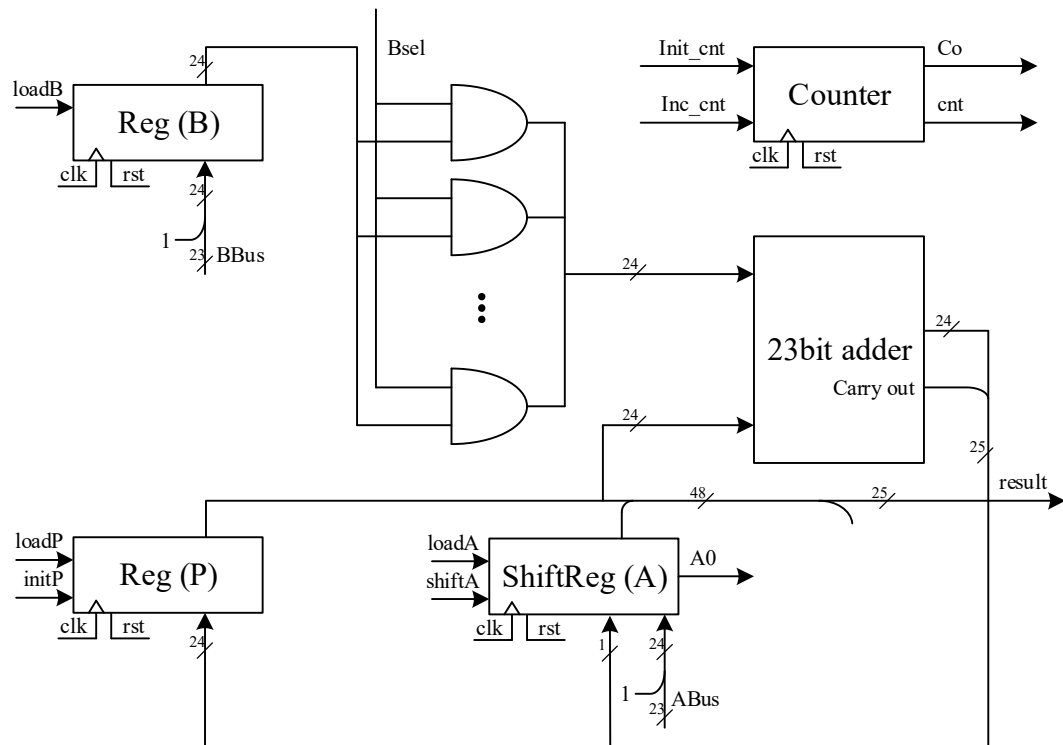 Bsel
Init_cnt
Co
24
loadB
Reg (B)
Counter
Inc_cnt
cnt
clk
rst
clk
rst
24
1
23
BBus
24
24
23bit adder
Carry out
24
25
48
25
result
loadP
initP
Reg (P)
loadA
shiftA
ShiftReg (A)
A0
clk
rst
clk
rst
24
1
24
1
23
ABus